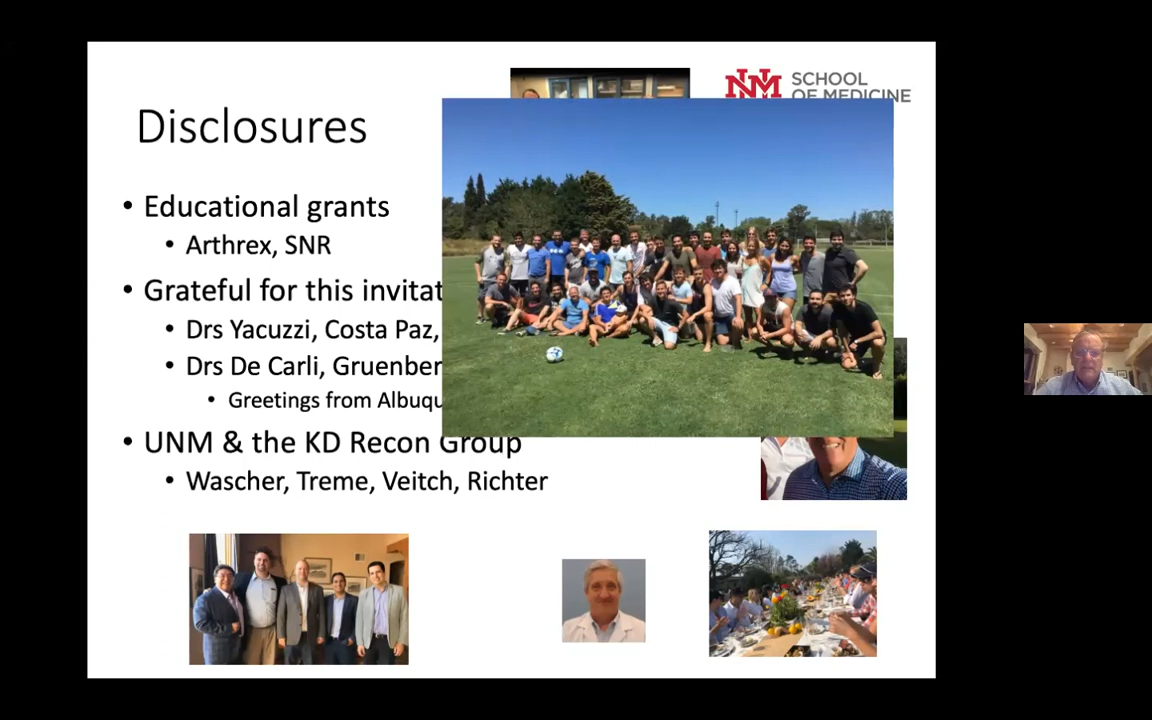 SCHOOL
OF MEDICINE
Disclosures
• Educational grants
• Arthrex, SNR
• Grateful for this invitat
• Drs Yacuzzi, Costa Paz,
• Drs De Carli, Gruenber
• Greetings from Albuqu
• UNM & the KD Recon Group
• Wascher, Treme, Veitch, Richter